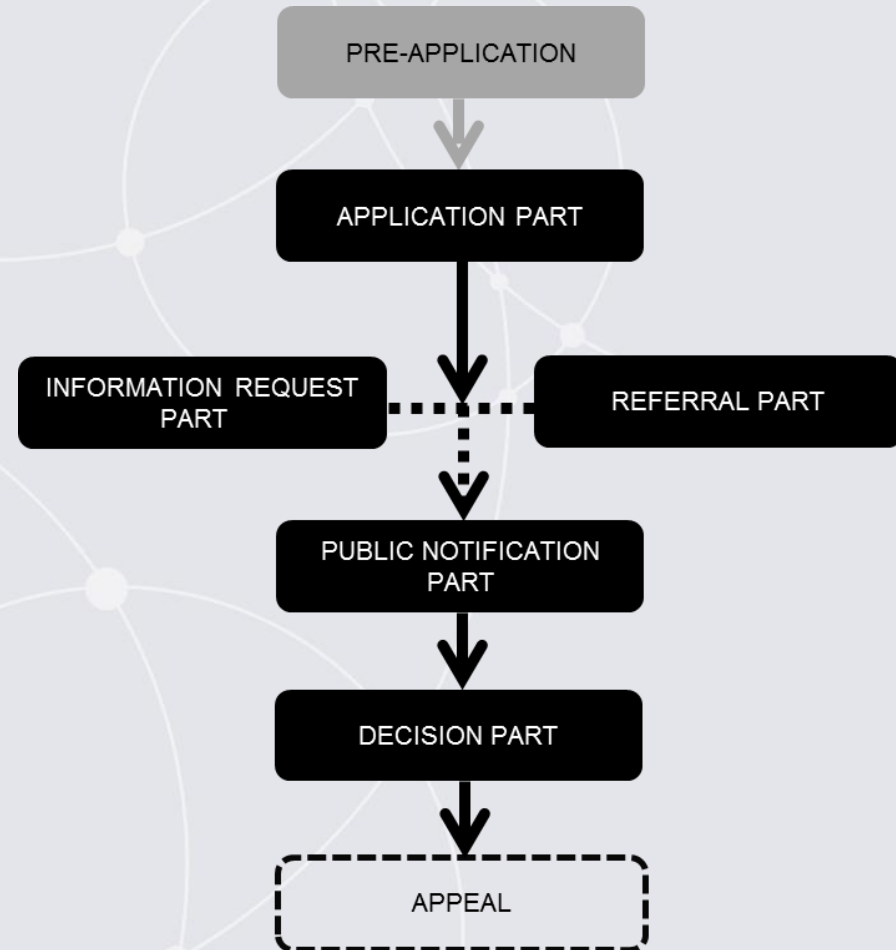 PRE-APPLICATION
APPLICATION PART
INFORMATION REQUEST
PART
REFERRAL PART
PUBLIC NOTIFICATION
PART
DECISION PART
APPEAL